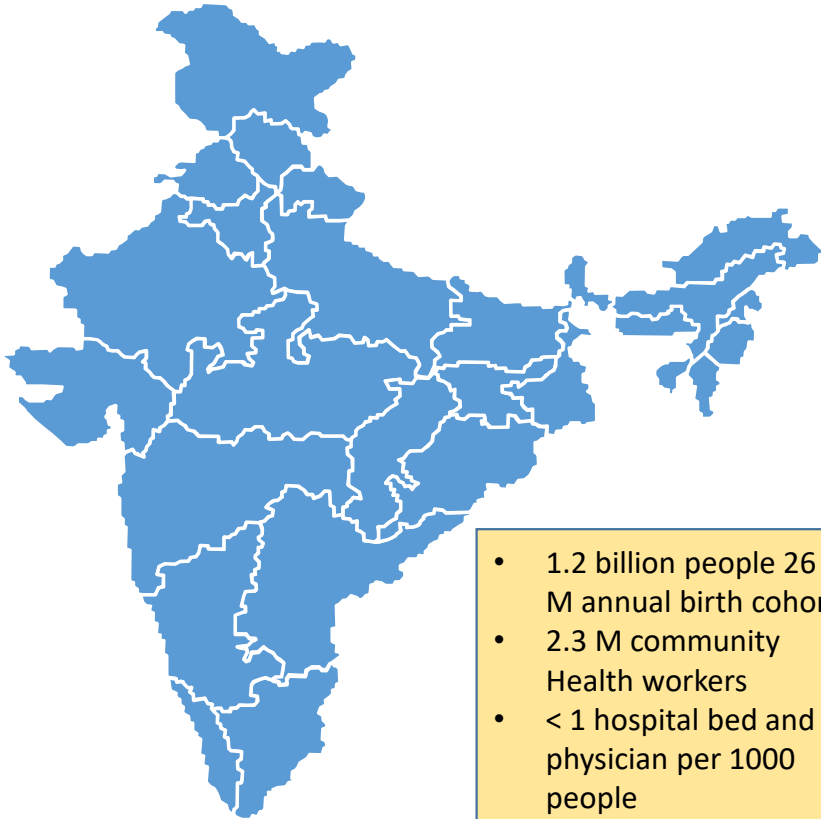 • 1.2 billion people 26
M annual birth cohor
• 2.3 M community
Health workers
• < 1 hospital bed and
physician per 1000
people